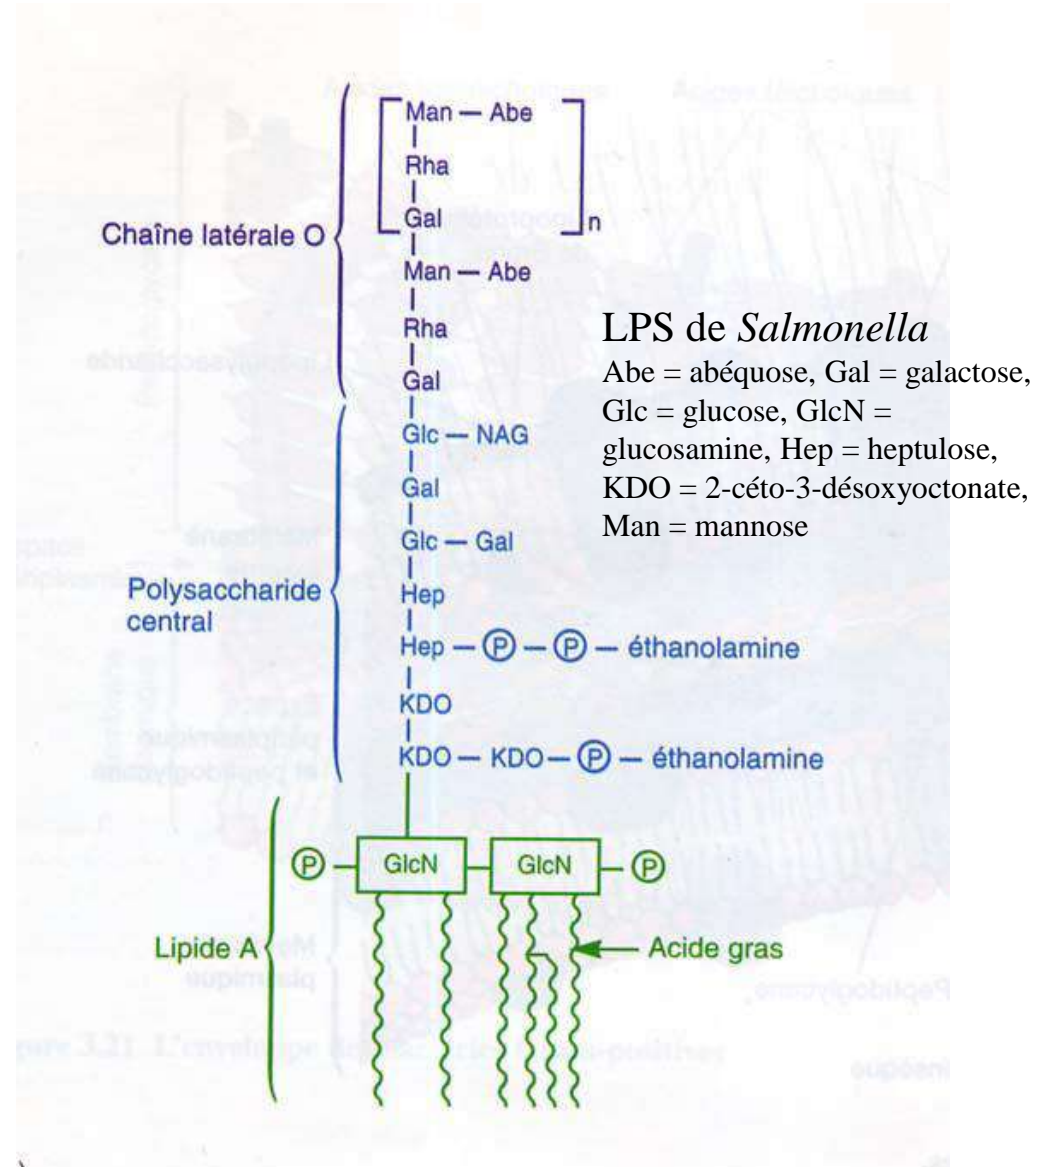 Man — Abe
Rha
Gal
n
Chaîne latérale O
Man — Abe
Rha
Gal
LPS de Salmonella
Abe = abéquose, Gal = galactose,
Glc = glucose, GlcN =
glucosamine, Hep = heptulose,
KDO = 2-céto-3-désoxyoctonate,
Man = mannose
Glc — NAG
Gal
Glc — Gal
Polysaccharide
central
Hep
Hep — P — P — éthanolamine
KDO
KDO — KDO — P — éthanolamine
P GlcN GlcN P
Lipide A
Acide gras